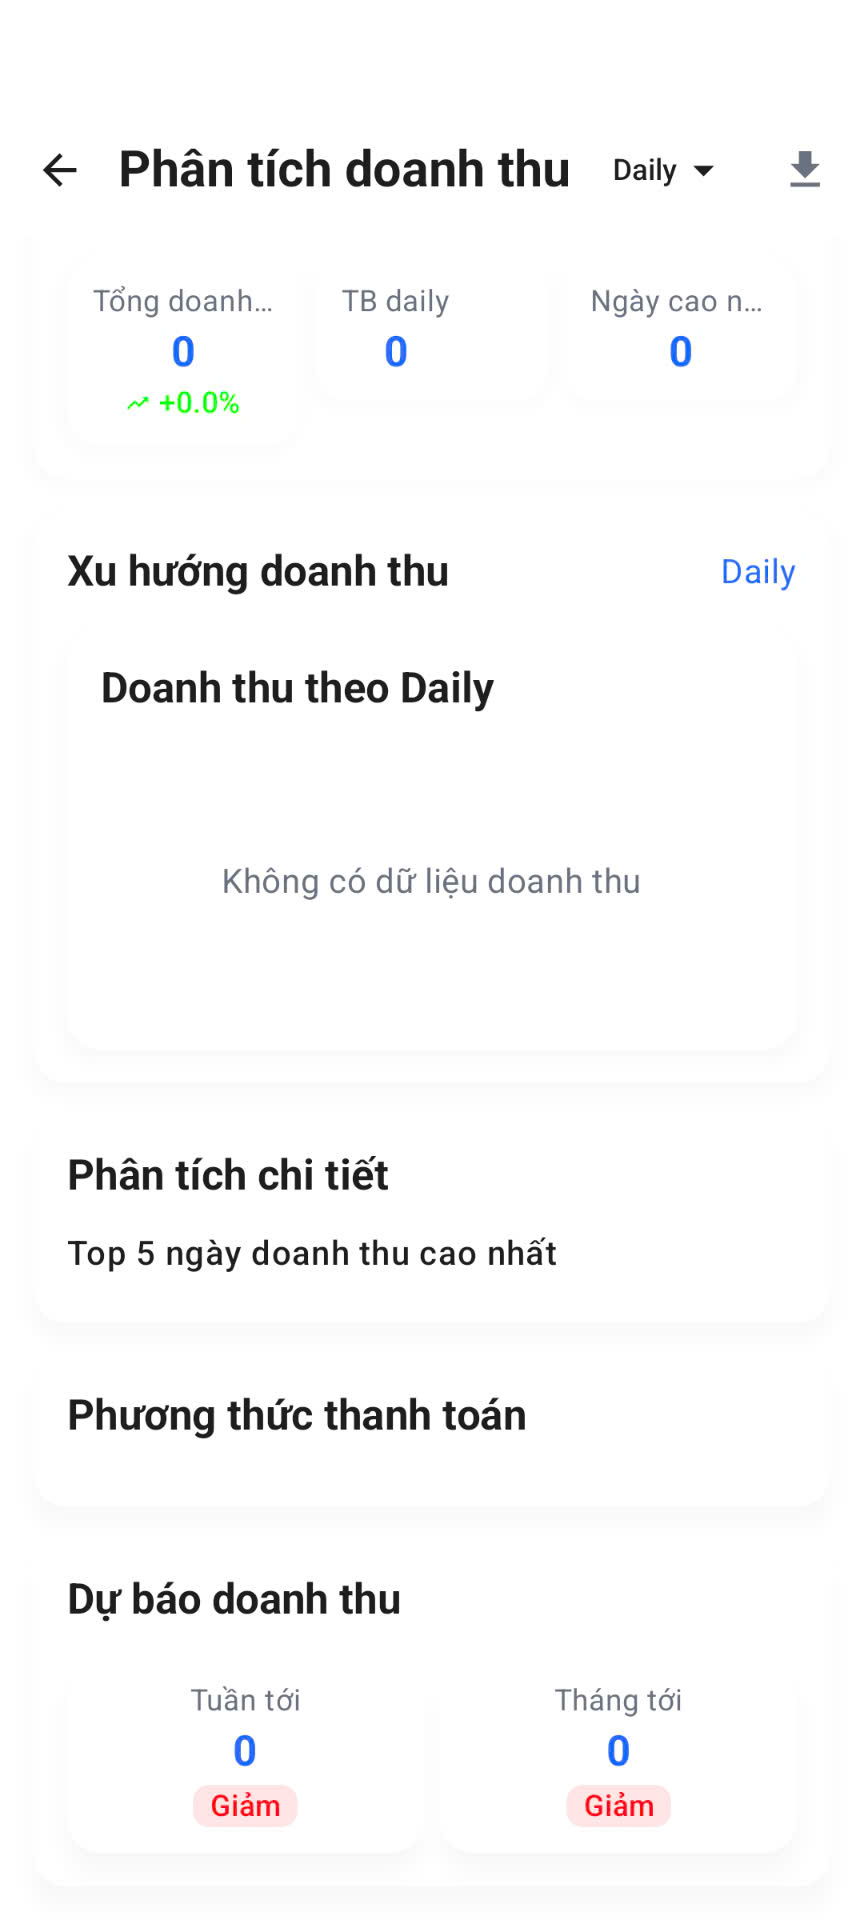 Phân tích doanh thu Daily
Tổng doanh... TB daily Ngày cao n...
0 0 0
+0.0%
Xu hướng doanh thu Daily
Doanh thu theo Daily
Không có dữ liệu doanh thu
Phân tích chi tiết
Top 5 ngày doanh thu cao nhất
Phương thức thanh toán
Dự báo doanh thu
Tuần tới Tháng tới
0 0
Giảm Giảm